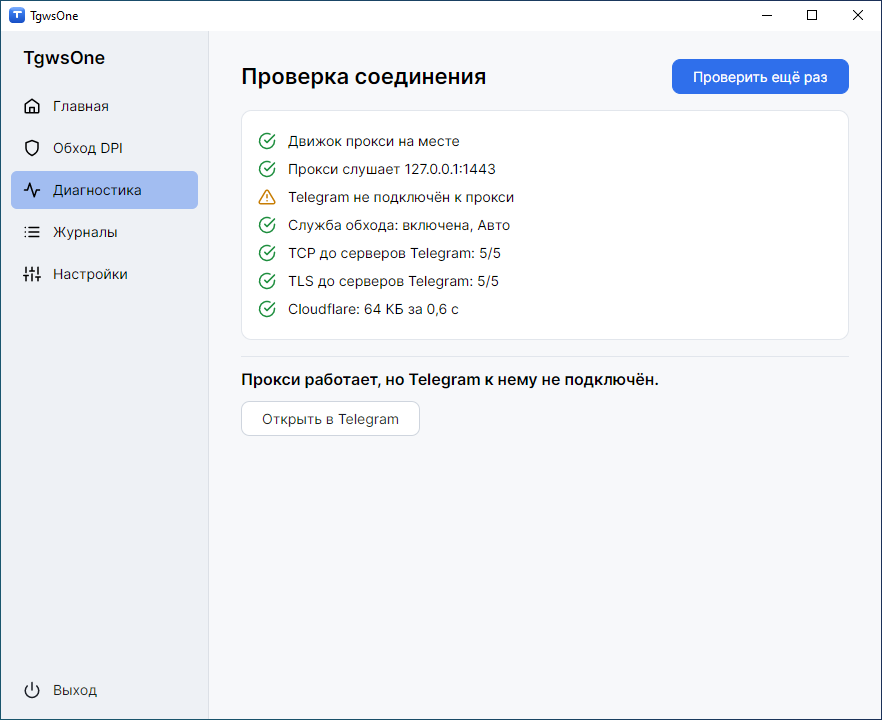 TgwsOne
TgwsOne
Главная
Обход DPI
Диагностика
Журналы
Настройки
Выход
Проверка соединения
Проверить ещё раз
Движок прокси на месте
Прокси слушает 127.0.0.1:1443
Telegram не подключён к прокси
Служба обхода: включена, Авто
TCP до серверов Telegram: 5/5
TLS до серверов Telegram: 5/5
Cloudflare: 64 КБ за 0,6 с
Прокси работает, но Telegram к нему не подключён.
Открыть в Telegram